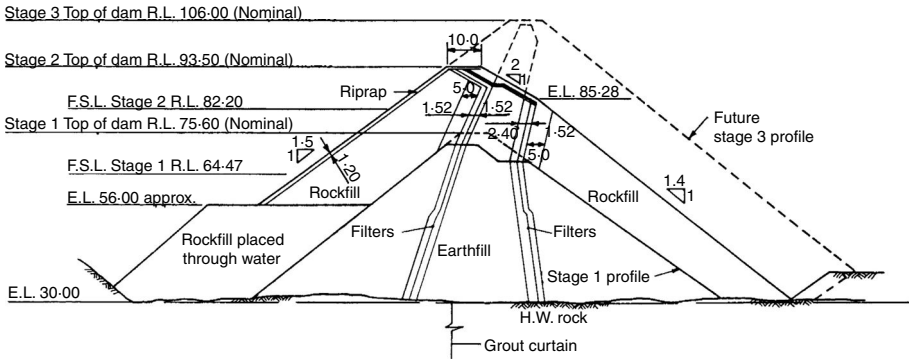 Stage 3 Top of dam R.L. 106·00 (Nominal)
10·0
Stage 2 Top of dam R.L. 93·50 (Nominal)
2
1
Riprap
5·0
E.L. 85·28
F.S.L. Stage 2 R.L. 82·20
1·52
1·52
Future
stage 3 profile
Stage 1 Top of dam R.L. 75·60 (Nominal)
2·40
1·52
1·5
1
1·20
5·0
F.S.L. Stage 1 R.L. 64·47
Rockfill
Rockfill
1·4
1
E.L. 56·00 approx.
Filters
Filters
Rockfill placed
through water
Earthfill
Stage 1 profile
E.L. 30·00
H.W. rock
Grout curtain